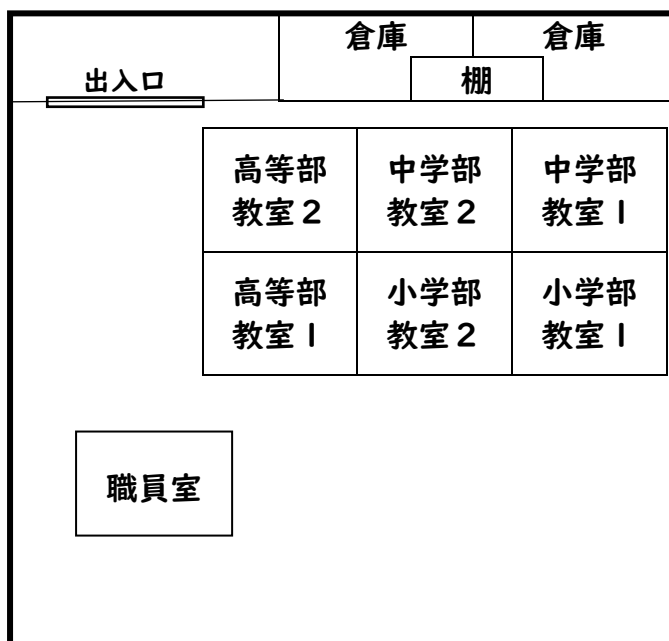 倉庫
倉庫
出入口
棚
高等部
教室２
中学部
教室２
中学部
教室１
高等部
教室１
小学部
教室２
小学部
教室１
職員室